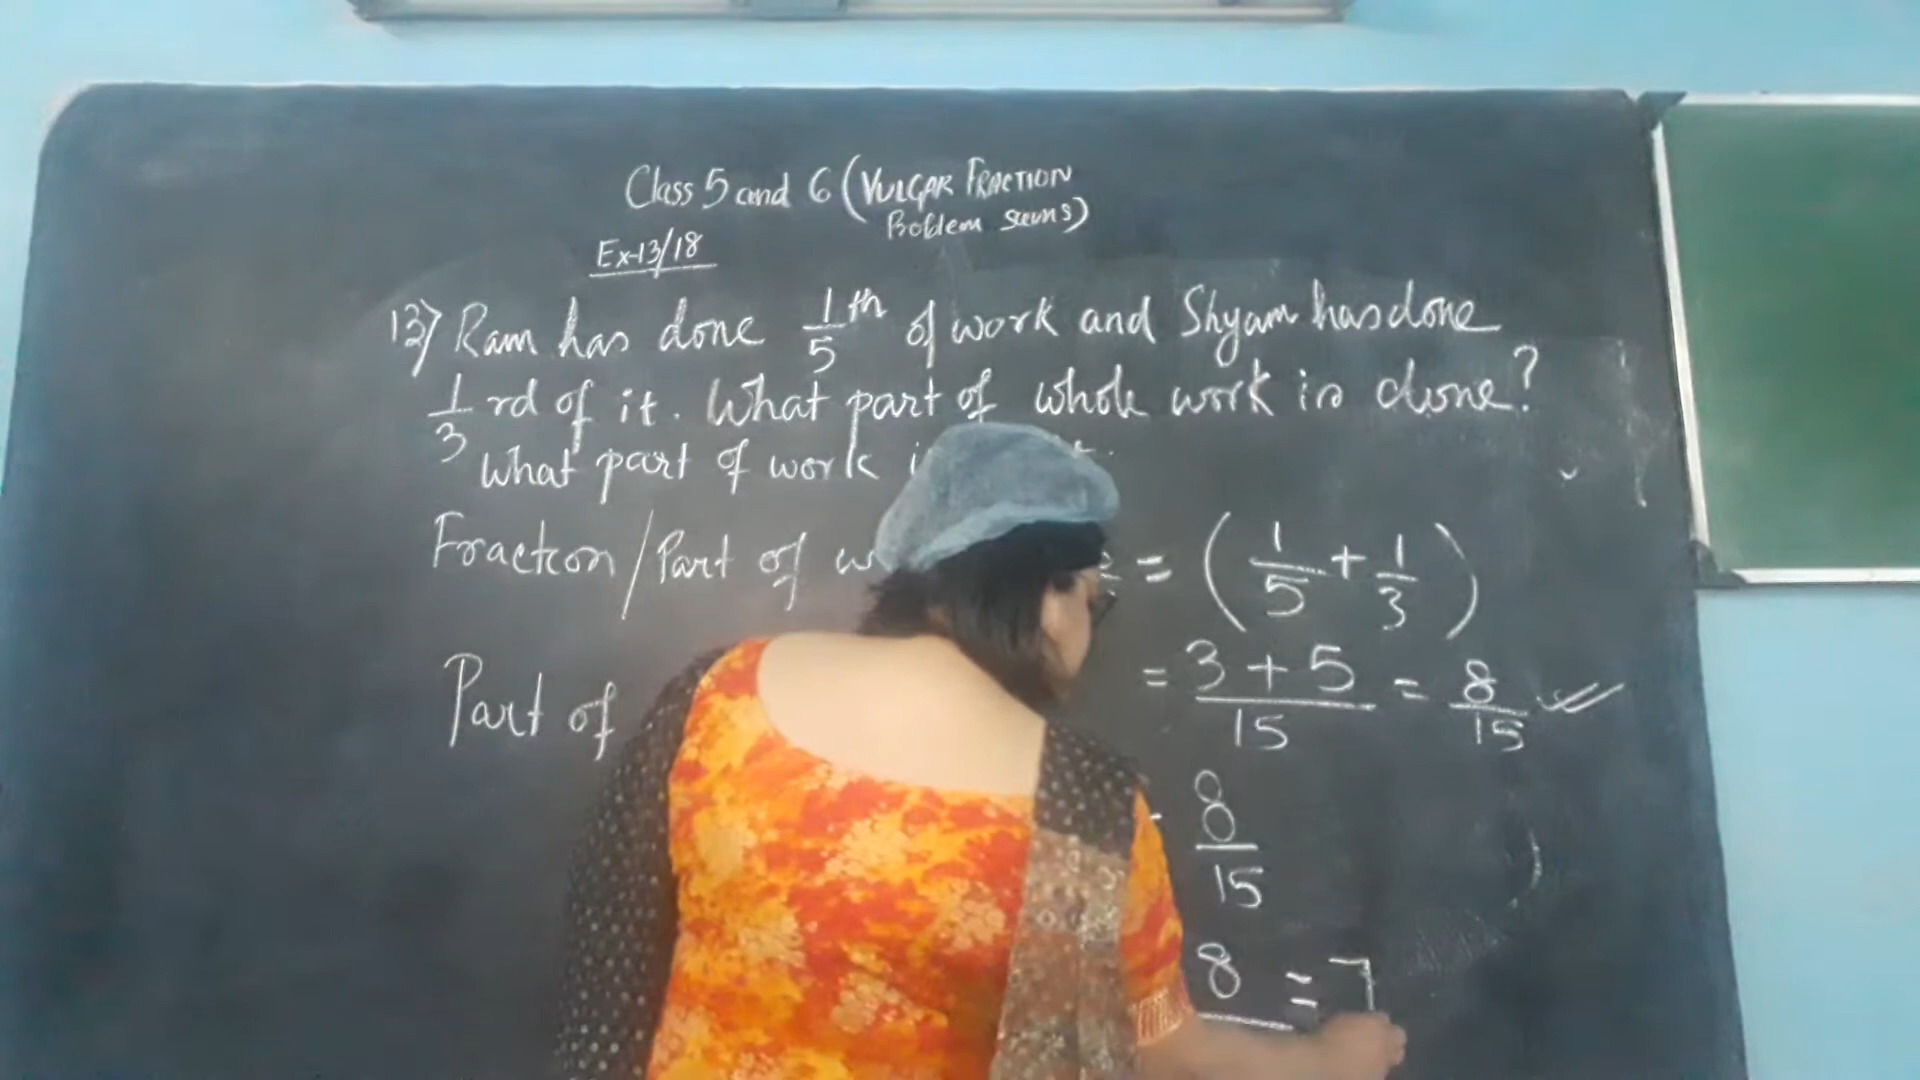 Class 5 and 6 (VULGAR FRACTION
Problem sums)
Ex-13/18
13) Ram has done 1/5 th of work and Shyam has done
1/3 rd of it. What part of whole work is done?
What part of work
Fraction/Part of = (1/5 + 1/3)
= 3+5/15 = 8/15
Part of
8/15
8 = 7